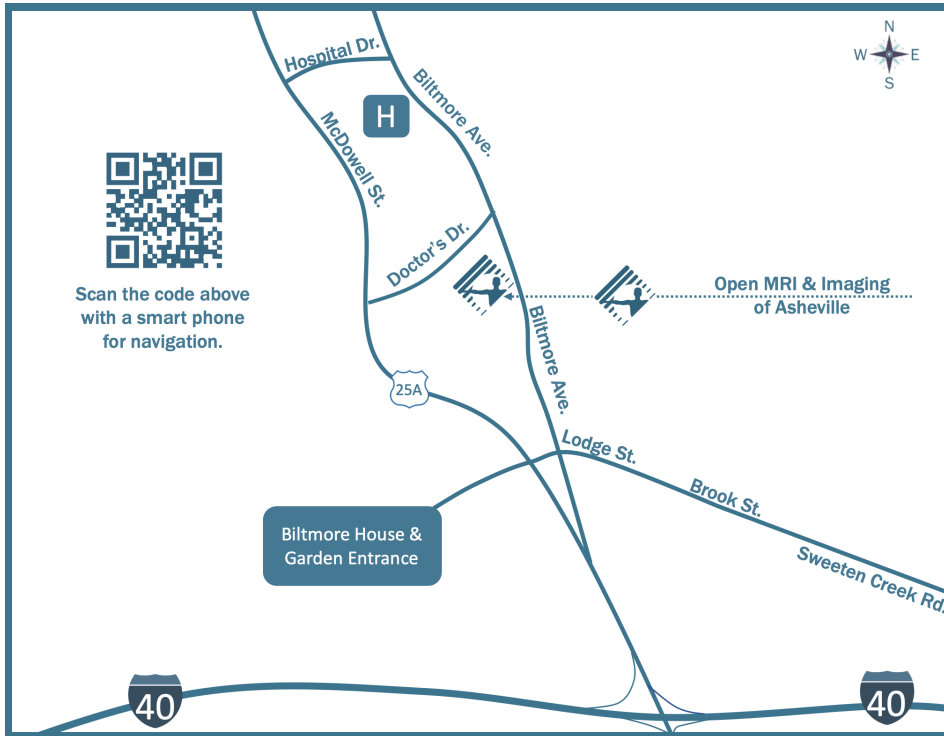 N
W
E
S
Hospital Dr.
Biltmore Ave.
H
McDowell St.
Doctor's Dr.
Scan the code above
with a smart phone
for navigation.
Open MRI & Imaging
of Asheville
Biltmore Ave.
25A
Lodge St.
Brook St.
Sweeten Creek Rd.
Biltmore House &
Garden Entrance
40
40